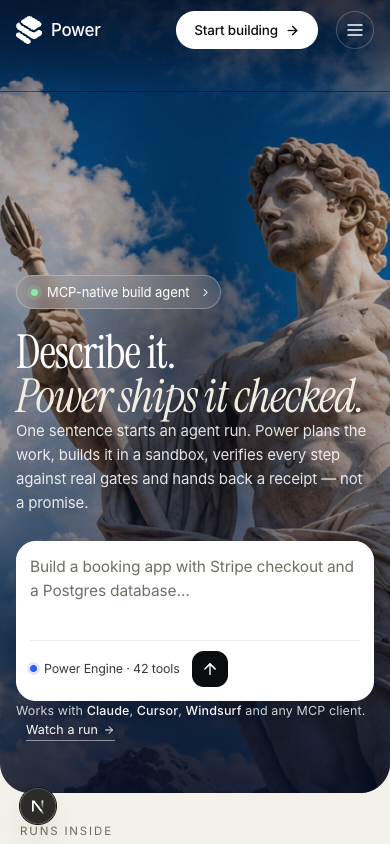 Power
Start building →
MCP-native build agent ›
Describe it.
Power ships it checked.
One sentence starts an agent run. Power plans the
work, builds it in a sandbox, verifies every step
against real gates and hands back a receipt — not
a promise.
Build a booking app with Stripe checkout and
a Postgres database...
Power Engine · 42 tools
Works with Claude, Cursor, Windsurf and any MCP client.
Watch a run →
N
RUNS INSIDE